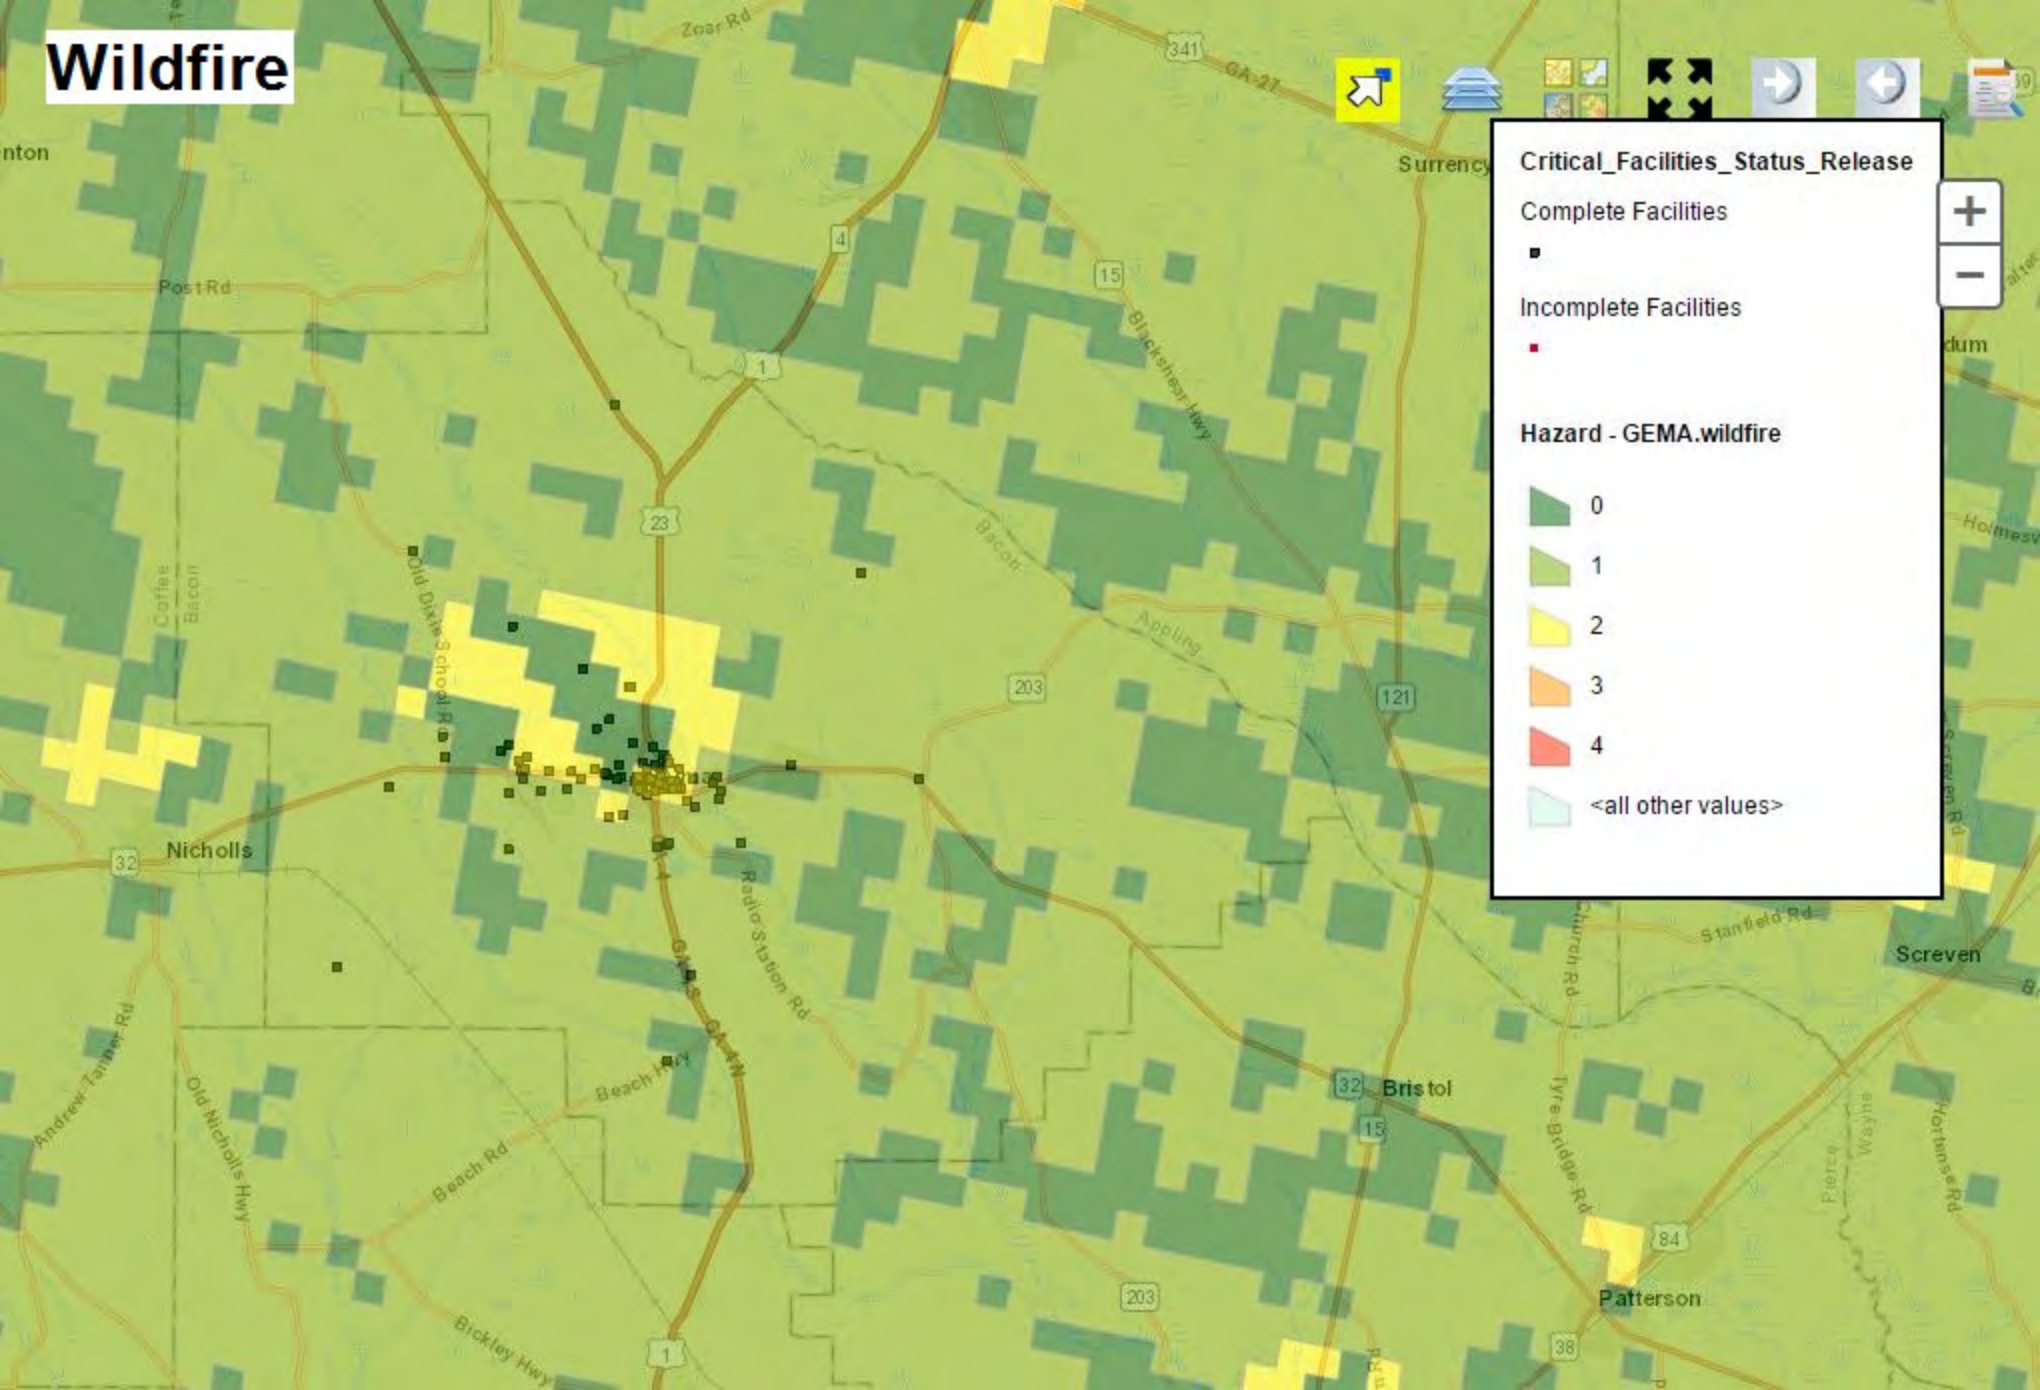 Wildfire
Zoar Rd
341
GA-27
nton
Surrency
Critical_Facilities_Status_Release
Complete Facilities
Incomplete Facilities
Hazard - GEMA.wildfire
0
1
2
3
4
<all other values>
+
−
4
15
Post Rd
Blackshear Hwy
dum
1
23
Bacon
Holmesv
Coffee
Bacon
Old Dixie School Rd
Appling
203
121
Screven Rd
Nicholls
32
Radio Station Rd
Church Rd
Stanfield Rd
Screven
Andrew Tanner Rd
GA 4 N
Beach Hwy
Old Nicholls Hwy
Beach Rd
32
Bristol
15
Tyre Bridge Rd
Wayne
Pierce
Hortense Rd
84
203
Patterson
Bickley Hwy
1
38